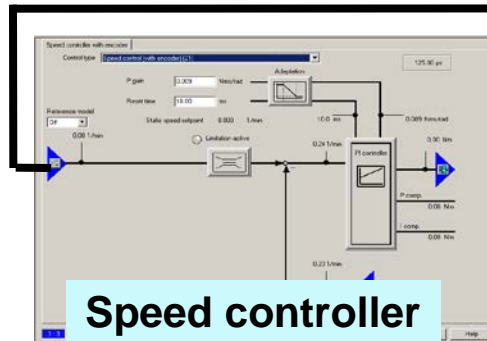 Speed controller with encoder
Control type Speed control (with encoder) [21]
125.00 µs
P gain 0.009 Nms/rad
Adaptation
Reset time 10.00 ms
Reference model
Off
Static speed setpoint 0.000 1/min
10.0 ms
0.009 Nms/rad
0.00 1/min
Limitation active
0.24 1/min
PI controller
0.00 Nm
P comp.
0.00 Nm
I comp.
0.00 Nm
0.23 1/min
Speed controller
Help